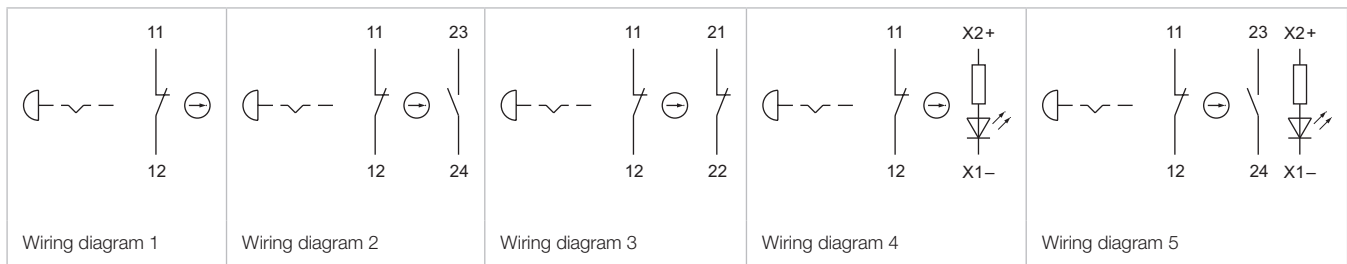 11 11 23 11 21 11 X2+ 11 23 X2+
12 12 24 12 22 12 X1– 12 24 X1–
Wiring diagram 1 Wiring diagram 2 Wiring diagram 3 Wiring diagram 4 Wiring diagram 5